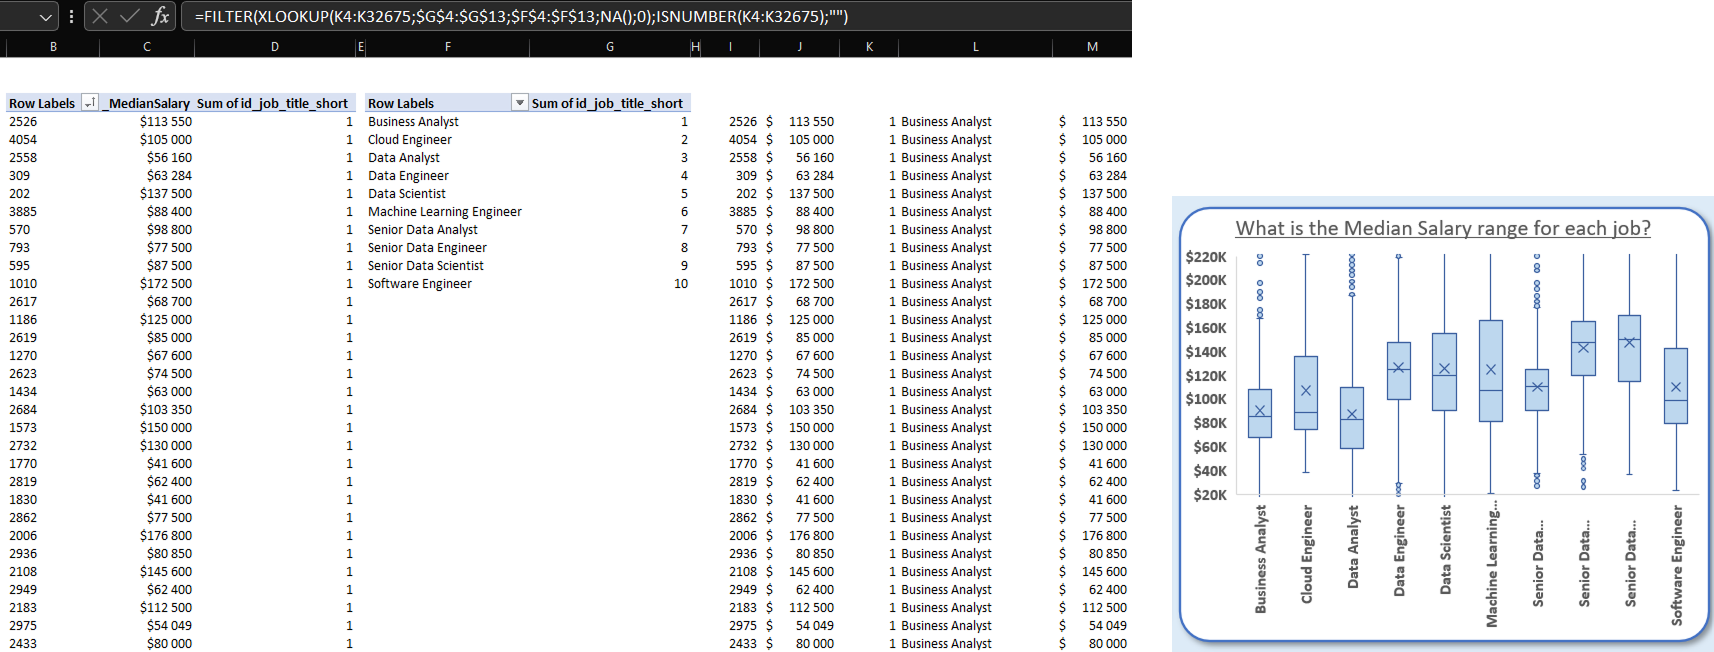 =FILTER(XLOOKUP(K4:K32675;$G$4:$G$13;$F$4:$F$13;NA();0);ISNUMBER(K4:K32675);"")
B C D E F G H I J K L M
Row Labels _MedianSalary Sum of id_job_title_short Row Labels Sum of id_job_title_short
2526 $113 550 1 Business Analyst 1 2526 $ 113 550 1 Business Analyst $ 113 550
4054 $105 000 1 Cloud Engineer 2 4054 $ 105 000 1 Business Analyst $ 105 000
2558 $56 160 1 Data Analyst 3 2558 $ 56 160 1 Business Analyst $ 56 160
309 $63 284 1 Data Engineer 4 309 $ 63 284 1 Business Analyst $ 63 284
202 $137 500 1 Data Scientist 5 202 $ 137 500 1 Business Analyst $ 137 500
3885 $88 400 1 Machine Learning Engineer 6 3885 $ 88 400 1 Business Analyst $ 88 400
570 $98 800 1 Senior Data Analyst 7 570 $ 98 800 1 Business Analyst $ 98 800
793 $77 500 1 Senior Data Engineer 8 793 $ 77 500 1 Business Analyst $ 77 500
595 $87 500 1 Senior Data Scientist 9 595 $ 87 500 1 Business Analyst $ 87 500
1010 $172 500 1 Software Engineer 10 1010 $ 172 500 1 Business Analyst $ 172 500
2617 $68 700 1 2617 $ 68 700 1 Business Analyst $ 68 700
1186 $125 000 1 1186 $ 125 000 1 Business Analyst $ 125 000
2619 $85 000 1 2619 $ 85 000 1 Business Analyst $ 85 000
1270 $67 600 1 1270 $ 67 600 1 Business Analyst $ 67 600
2623 $74 500 1 2623 $ 74 500 1 Business Analyst $ 74 500
1434 $63 000 1 1434 $ 63 000 1 Business Analyst $ 63 000
2684 $103 350 1 2684 $ 103 350 1 Business Analyst $ 103 350
1573 $150 000 1 1573 $ 150 000 1 Business Analyst $ 150 000
2732 $130 000 1 2732 $ 130 000 1 Business Analyst $ 130 000
1770 $41 600 1 1770 $ 41 600 1 Business Analyst $ 41 600
2819 $62 400 1 2819 $ 62 400 1 Business Analyst $ 62 400
1830 $41 600 1 1830 $ 41 600 1 Business Analyst $ 41 600
2862 $77 500 1 2862 $ 77 500 1 Business Analyst $ 77 500
2006 $176 800 1 2006 $ 176 800 1 Business Analyst $ 176 800
2936 $80 850 1 2936 $ 80 850 1 Business Analyst $ 80 850
2108 $145 600 1 2108 $ 145 600 1 Business Analyst $ 145 600
2949 $62 400 1 2949 $ 62 400 1 Business Analyst $ 62 400
2183 $112 500 1 2183 $ 112 500 1 Business Analyst $ 112 500
2975 $54 049 1 2975 $ 54 049 1 Business Analyst $ 54 049
2433 $80 000 1 2433 $ 80 000 1 Business Analyst $ 80 000
What is the Median Salary range for each job?
$220K
$200K
$180K
$160K
$140K
$120K
$100K
$80K
$60K
$40K
$20K
Business Analyst
Cloud Engineer
Data Analyst
Data Engineer
Data Scientist
Machine Learning...
Senior Data...
Senior Data...
Senior Data...
Software Engineer